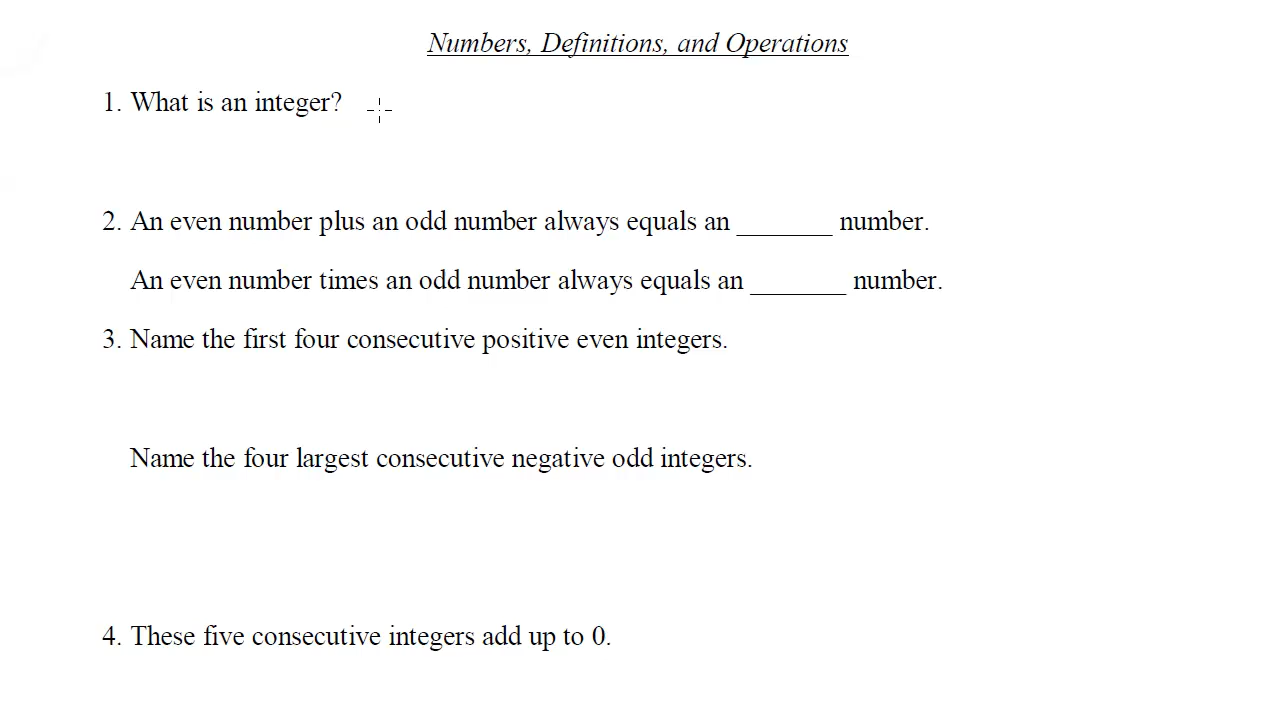 Numbers, Definitions, and Operations
1. What is an integer?
2. An even number plus an odd number always equals an _______ number.
An even number times an odd number always equals an _______ number.
3. Name the first four consecutive positive even integers.
Name the four largest consecutive negative odd integers.
4. These five consecutive integers add up to 0.